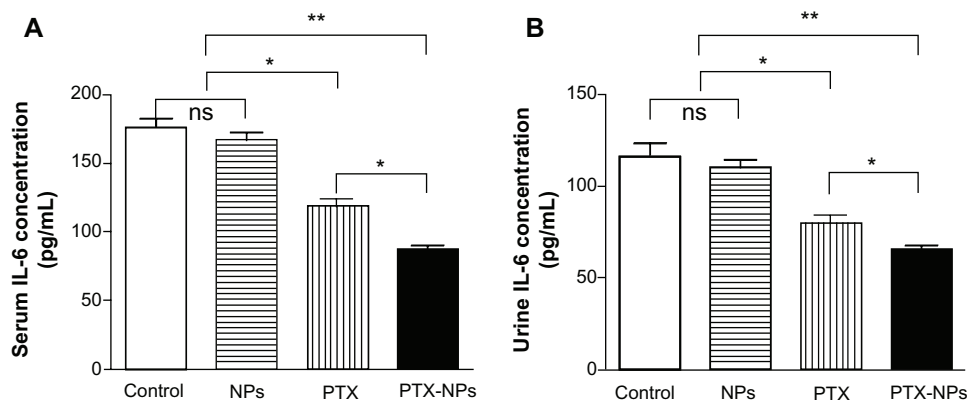 A
**
*
ns
*
Serum IL-6 concentration
(pg/mL)
200
150
100
50
0
Control NPs PTX PTX-NPs
B
**
*
ns
*
Urine IL-6 concentration
(pg/mL)
150
100
50
0
Control NPs PTX PTX-NPs